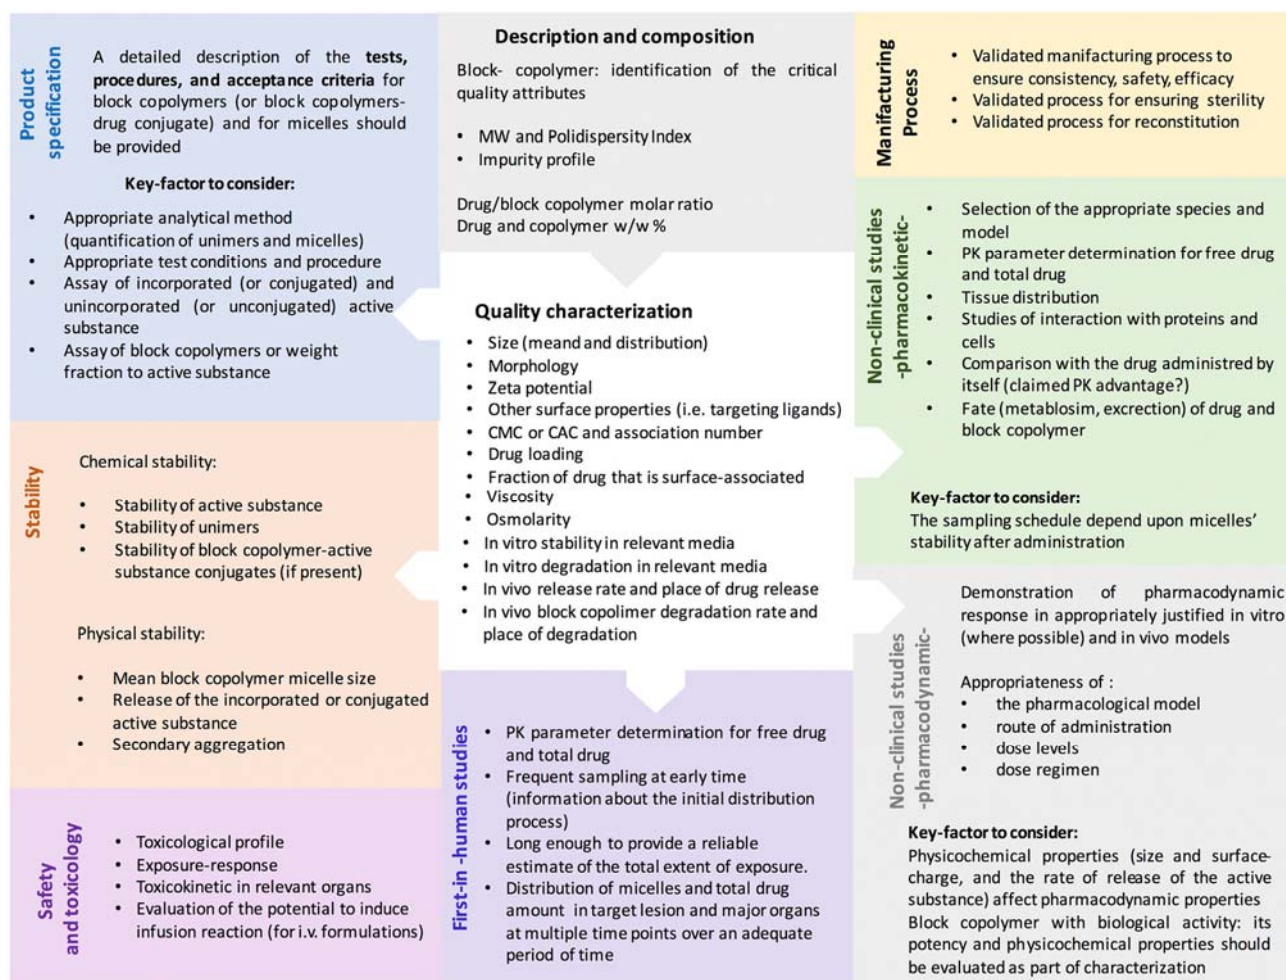 Product
specification
A detailed description of the tests,
procedures, and acceptance criteria for
block copolymers (or block copolymers-
drug conjugate) and for micelles should
be provided
Key-factor to consider:
• Appropriate analytical method
(quantification of unimers and micelles)
• Appropriate test conditions and procedure
• Assay of incorporated (or conjugated) and
unincorporated (or unconjugated) active
substance
• Assay of block copolymers or weight
fraction to active substance
Description and composition
Block- copolymer: identification of the critical
quality attributes
• MW and Polidispersity Index
• Impurity profile
Drug/block copolymer molar ratio
Drug and copolymer w/w %
Manifacturing
Process
• Validated manifacturing process to
ensure consistency, safety, efficacy
• Validated process for ensuring sterility
• Validated process for reconstitution
Quality characterization
• Size (meand and distribution)
• Morphology
• Zeta potential
• Other surface properties (i.e. targeting ligands)
• CMC or CAC and association number
• Drug loading
• Fraction of drug that is surface-associated
• Viscosity
• Osmolarity
• In vitro stability in relevant media
• In vitro degradation in relevant media
• In vivo release rate and place of drug release
• In vivo block copolimer degradation rate and
place of degradation
Non-clinical studies
-pharmacokinetic-
• Selection of the appropriate species and
model
• PK parameter determination for free drug
and total drug
• Tissue distribution
• Studies of interaction with proteins and
cells
• Comparison with the drug administred by
itself (claimed PK advantage?)
• Fate (metablosim, excrection) of drug and
block copolymer
Key-factor to consider:
The sampling schedule depend upon micelles'
stability after administration
Stability
Chemical stability:
• Stability of active substance
• Stability of unimers
• Stability of block copolymer-active
substance conjugates (if present)
Physical stability:
• Mean block copolymer micelle size
• Release of the incorporated or conjugated
active substance
• Secondary aggregation
Non-clinical studies
-pharmacodynamic-
Demonstration of pharmacodynamic
response in appropriately justified in vitro
(where possible) and in vivo models
Appropriateness of :
• the pharmacological model
• route of administration
• dose levels
• dose regimen
Key-factor to consider:
Physicochemical properties (size and surface-
charge, and the rate of release of the active
substance) affect pharmacodynamic properties
Block copolymer with biological activity: its
potency and physicochemical properties should
be evaluated as part of characterization
Safety
and toxicology
• Toxicological profile
• Exposure-response
• Toxicokinetic in relevant organs
• Evaluation of the potential to induce
infusion reaction (for i.v. formulations)
First-in -human studies
• PK parameter determination for free drug
and total drug
• Frequent sampling at early time
(information about the initial distribution
process)
• Long enough to provide a reliable
estimate of the total extent of exposure.
• Distribution of micelles and total drug
amount in target lesion and major organs
at multiple time points over an adequate
period of time